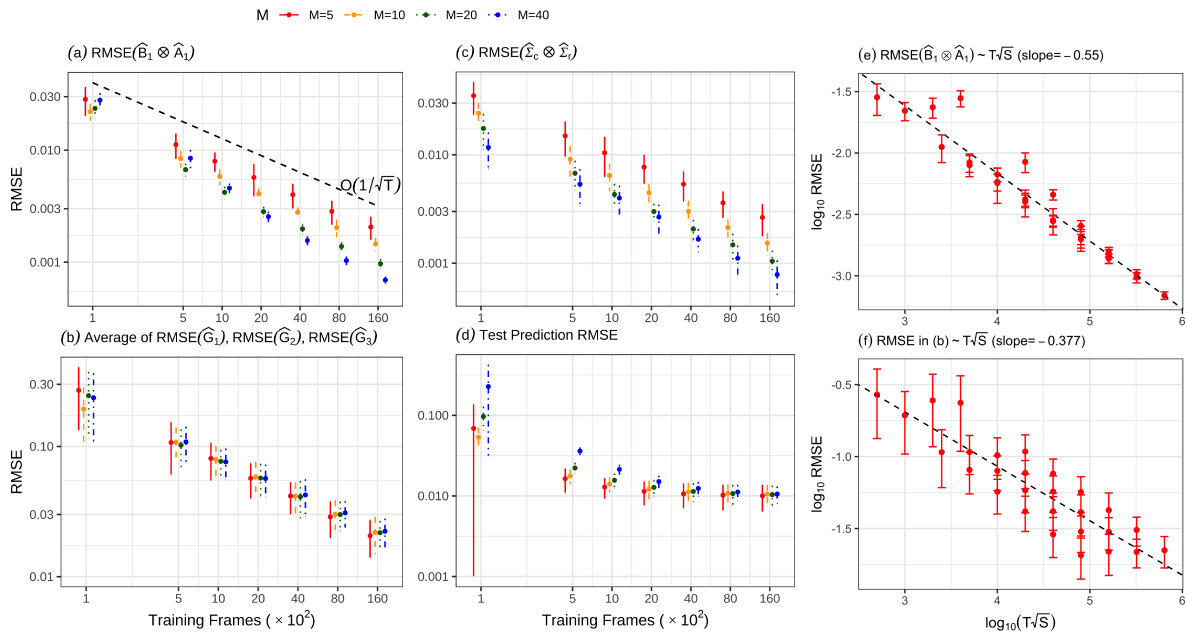 M M=5 M=10 M=20 M=40
(a) RMSE(B̂₁ ⊗ Â₁)
RMSE
0.030
0.010
0.003
0.001
O(1/√T)
1 5 10 20 40 80 160
(c) RMSE(Σ̂c ⊗ Σ̂r)
0.030
0.010
0.003
0.001
1 5 10 20 40 80 160
(e) RMSE(B̂₁ ⊗ Â₁) ~ T√S (slope= − 0.55)
log₁₀ RMSE
-1.5
-2.0
-2.5
-3.0
3 4 5 6
(b) Average of RMSE(Ĝ₁), RMSE(Ĝ₂), RMSE(Ĝ₃)
RMSE
0.30
0.10
0.03
0.01
1 5 10 20 40 80 160
Training Frames ( × 10²)
(d) Test Prediction RMSE
0.100
0.010
0.001
1 5 10 20 40 80 160
Training Frames ( × 10²)
(f) RMSE in (b) ~ T√S (slope= − 0.377)
log₁₀ RMSE
-0.5
-1.0
-1.5
3 4 5 6
log₁₀(T√S)